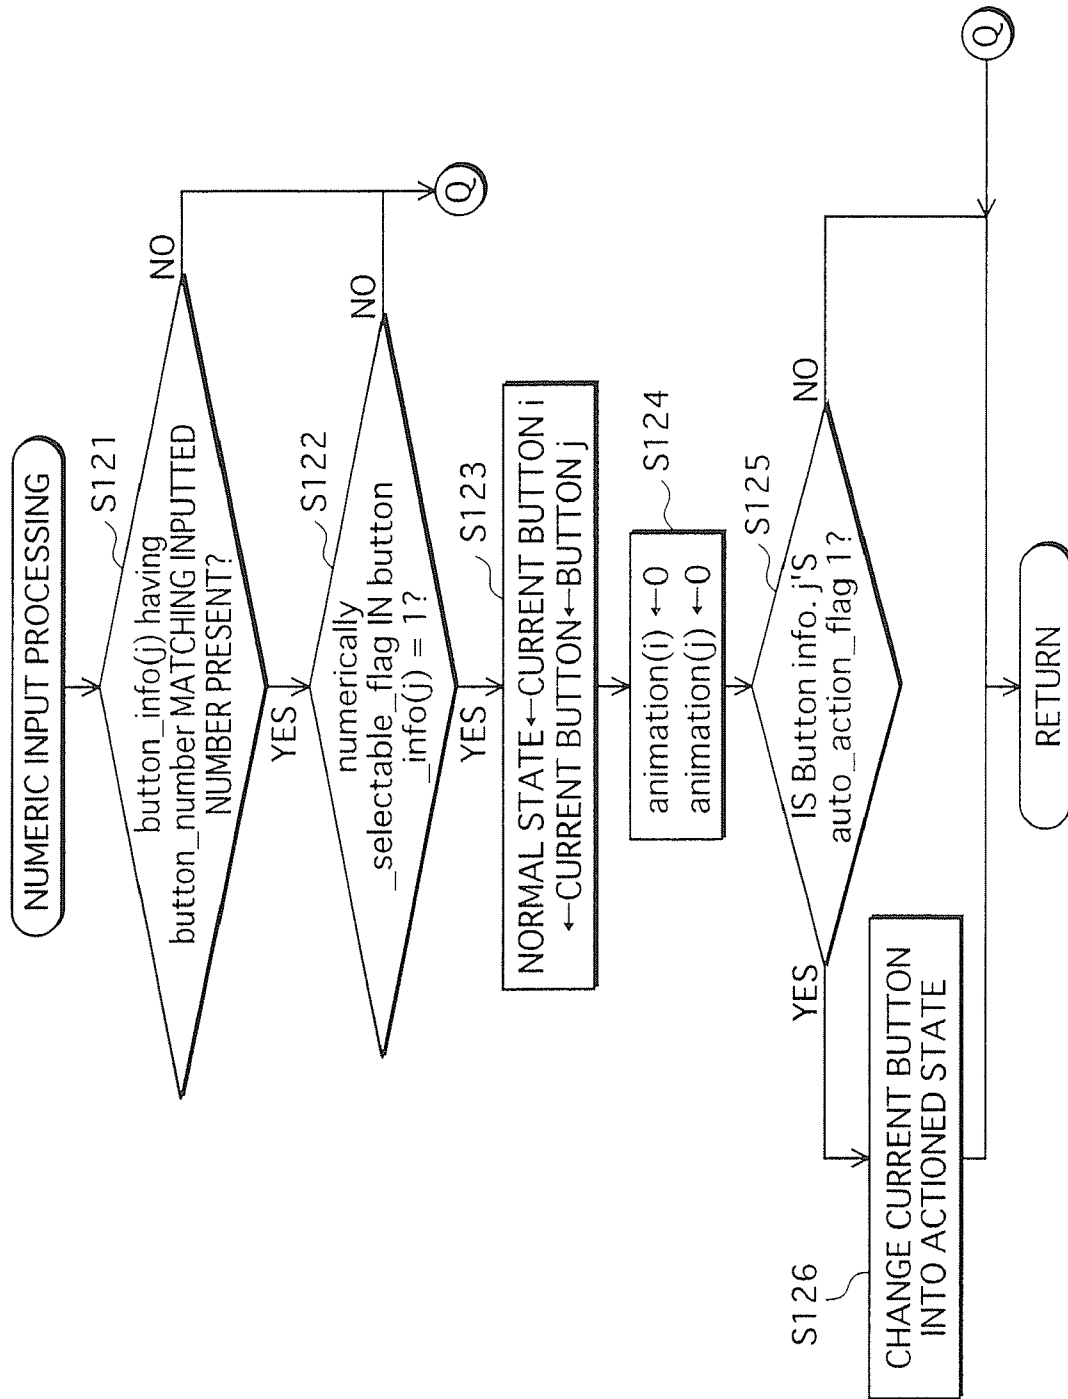 NUMERIC INPUT PROCESSING
S121
button_info(j) having
button_number MATCHING INPUTTED
NUMBER PRESENT?
NO
YES
S122
numerically
_selectable_flag IN button
_info(j) = 1?
NO
YES
Q
S123
NORMAL STATE←CURRENT BUTTON i
←CURRENT BUTTON←BUTTON j
S124
animation(i) ←0
animation(j) ←0
S125
IS Button info. j'S
auto_action_flag 1?
YES
NO
S126
CHANGE CURRENT BUTTON
INTO ACTIONED STATE
Q
RETURN